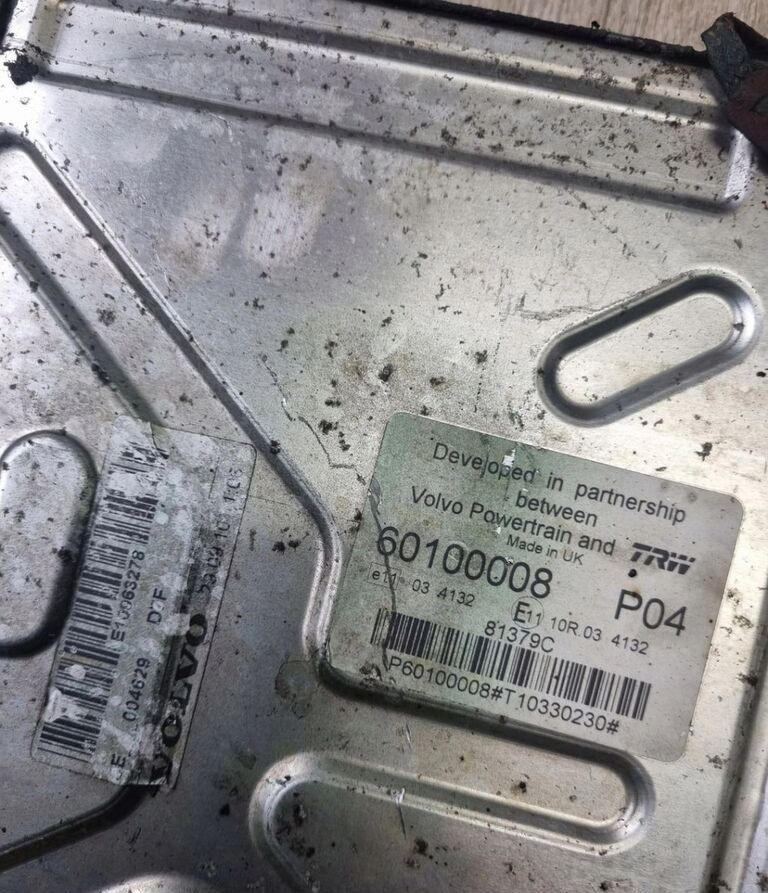 Developed in partnership
between
Volvo Powertrain and TRW
Made in UK
60100008 P04
e11 03 4132 E11 10R.03 4132
81379C
P60100008#T10330230#
E 004629 D7F
VOLVO